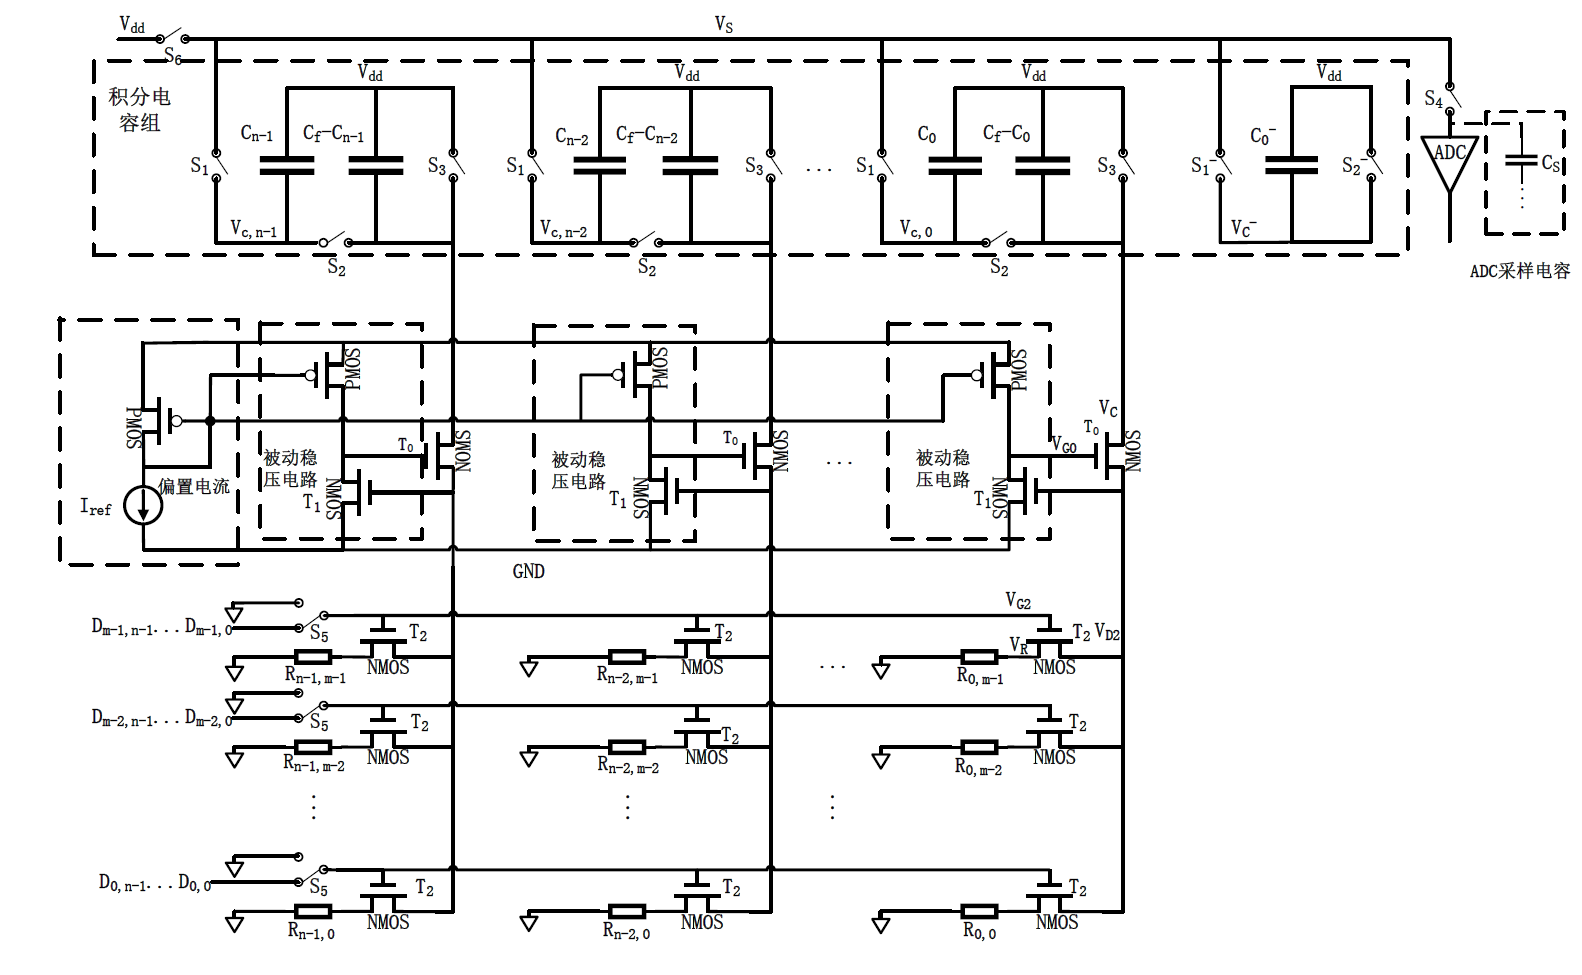 Vdd
S6
VS
积分电
容组
Vdd
Vdd
Vdd
Vdd
Cn-1
Cf-Cn-1
Cn-2
Cf-Cn-2
C0
Cf-C0
C0-
S1
S3
S1
S3
...
S1
S3
S1-
S2-
S4
ADC
CS
Vc,n-1
Vc,n-2
Vc,0
VC-
S2
S2
S2
ADC采样电容
PMOS
PMOS
PMOS
PMOS
VC
T0
T0
T0
NMOS
NMOS
NMOS
VG0
被动稳
压电路
被动稳
压电路
...
被动稳
压电路
偏置电流
Iref
T1
NMOS
T1
NMOS
T1
NMOS
GND
VG2
Dm-1,n-1...Dm-1,0
S5
T2
T2
VR
T2
VD2
Rn-1,m-1
NMOS
Rn-2,m-1
NMOS
...
R0,m-1
NMOS
Dm-2,n-1...Dm-2,0
S5
T2
T2
T2
Rn-1,m-2
NMOS
Rn-2,m-2
NMOS
R0,m-2
NMOS
D0,n-1...D0,0
S5
T2
T2
T2
Rn-1,0
NMOS
Rn-2,0
NMOS
R0,0
NMOS